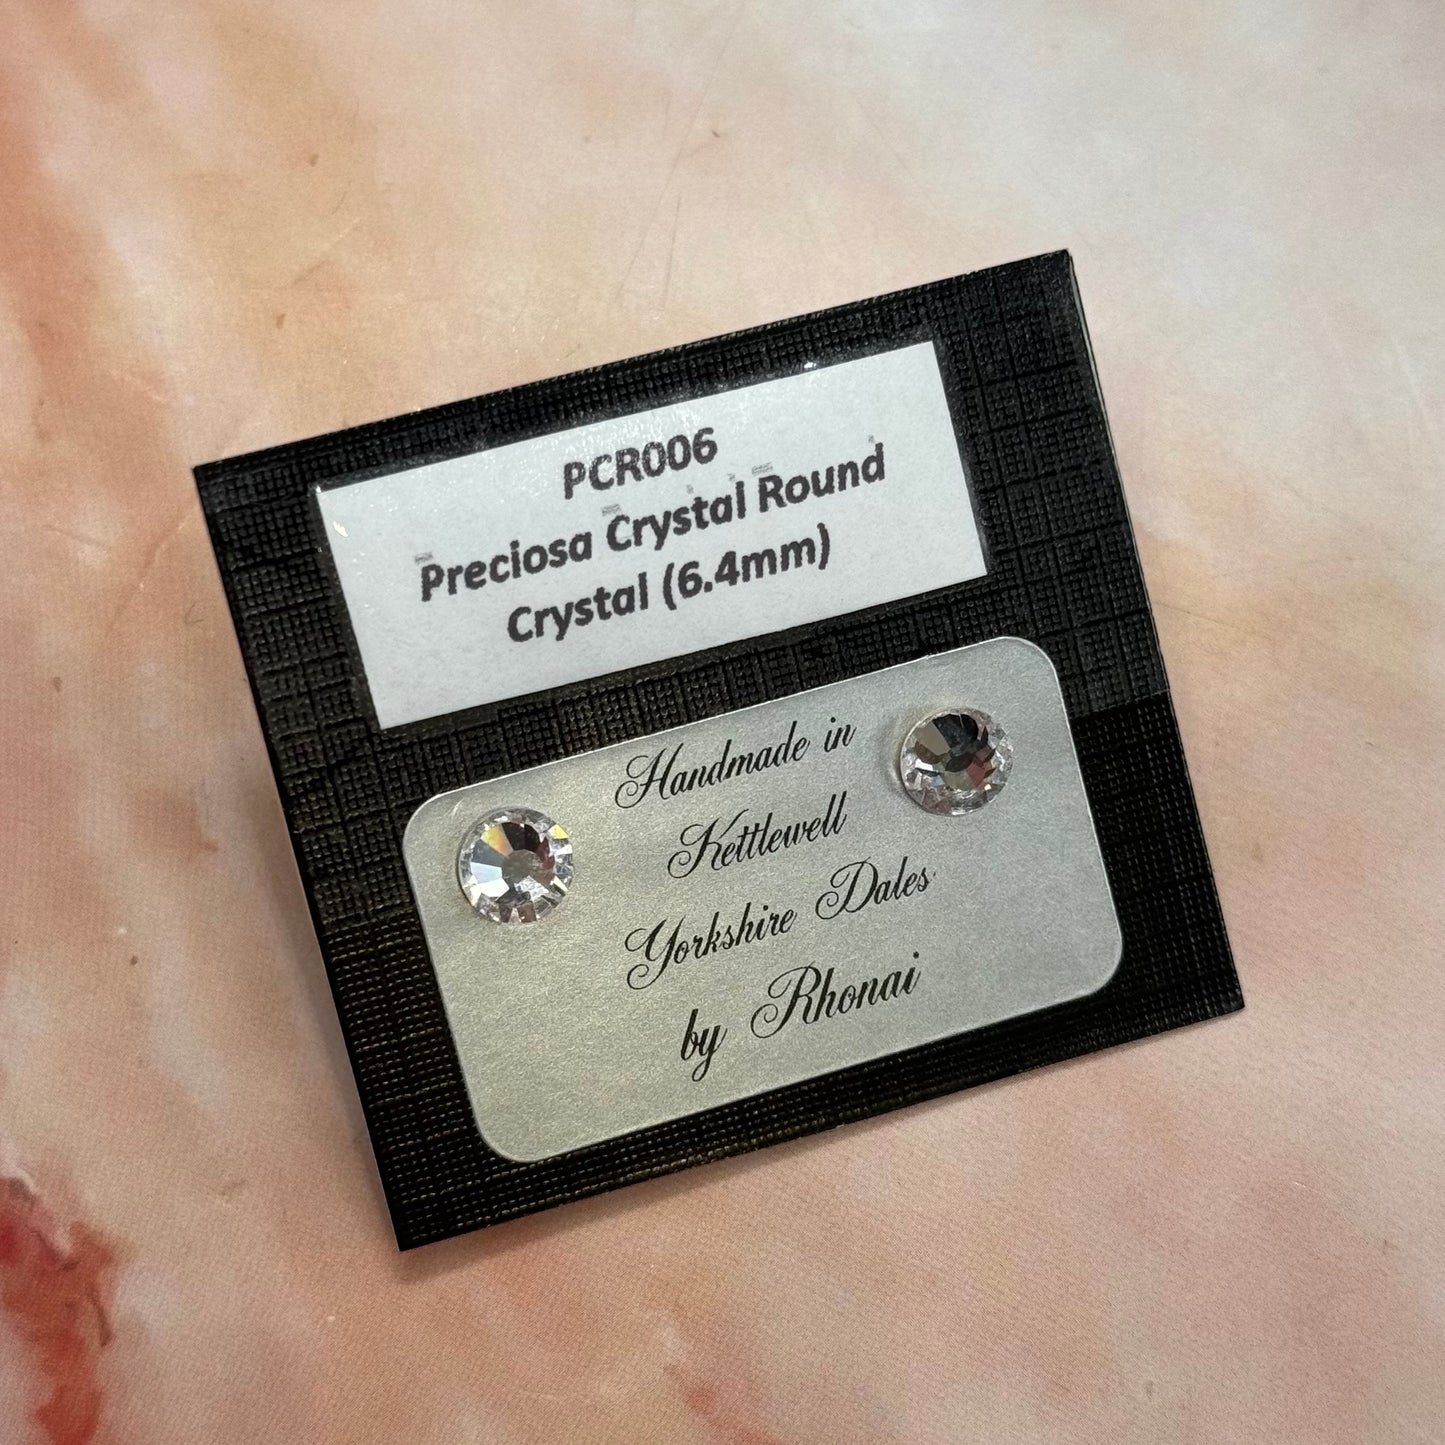 PCR006
Preciosa Crystal Round
Crystal (6.4mm)
Handmade in
Kettlewell
Yorkshire Dales
by Rhonai